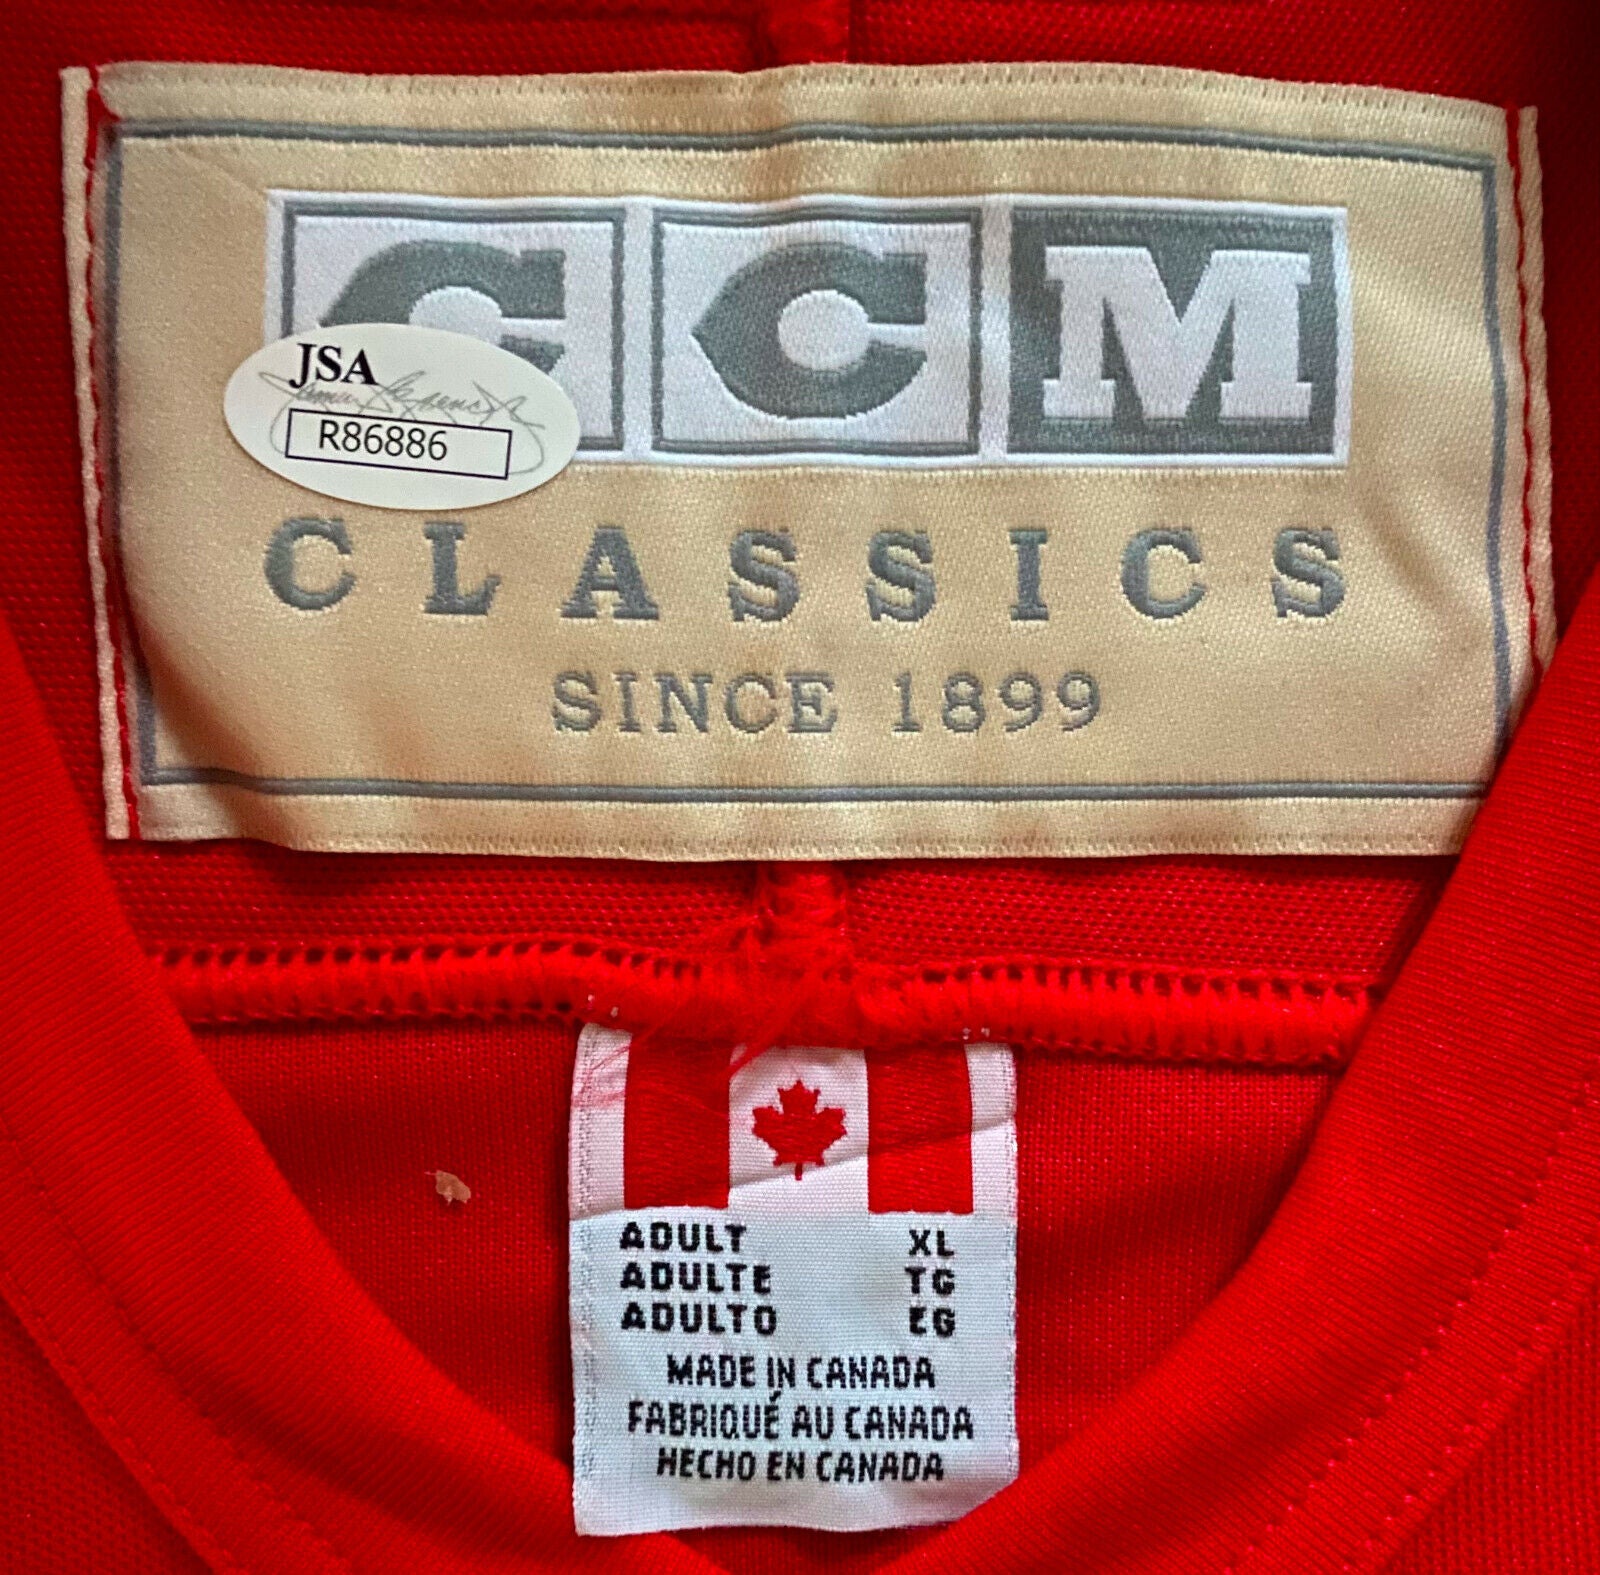 CCM
JSA
R86886
CLASSICS
SINCE 1899
ADULT XL
ADULTE TG
ADULTO EG
MADE IN CANADA
FABRIQUÉ AU CANADA
HECHO EN CANADA